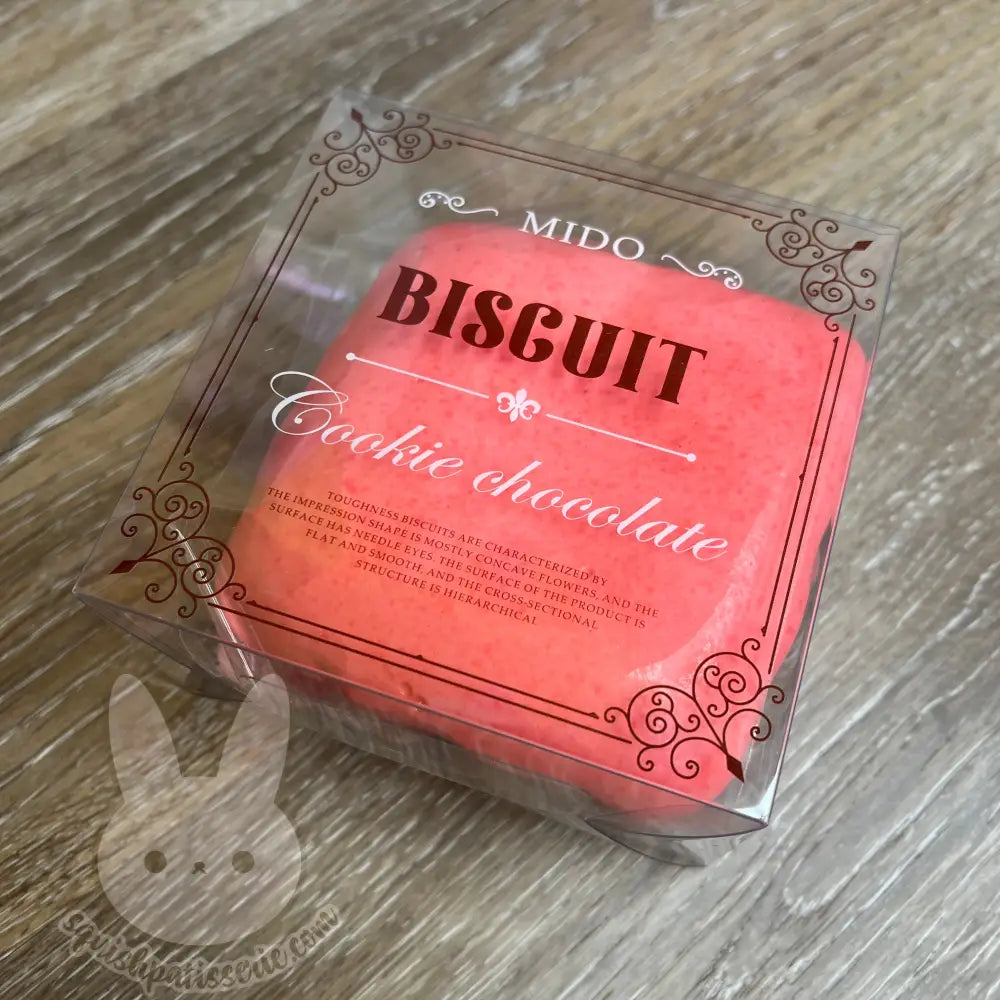 MIDO
BISCUIT
Cookie chocolate
TOUGHNESS BISCUITS ARE CHARACTERIZED BY
THE IMPRESSION SHAPE IS MOSTLY CONCAVE FLOWERS, AND THE
SURFACE HAS NEEDLE EYES. THE SURFACE OF THE PRODUCT IS
FLAT AND SMOOTH, AND THE CROSS-SECTIONAL
STRUCTURE IS HIERARCHICAL
squishpatisserie.com